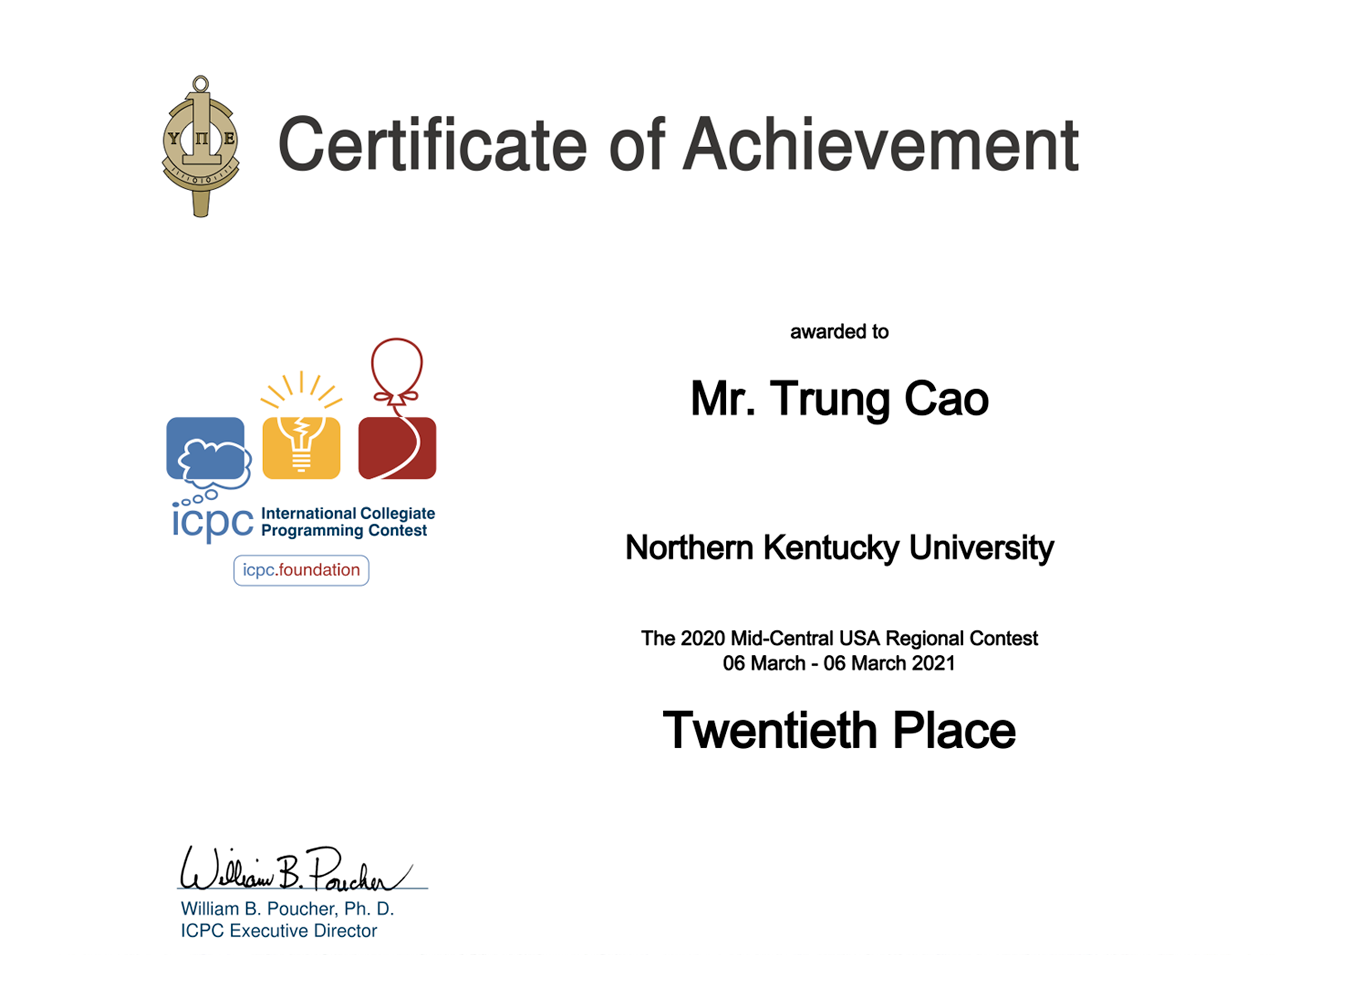 Υ Π Ε
Certificate of Achievement
awarded to
Mr. Trung Cao
icpc International Collegiate
Programming Contest
icpc.foundation
Northern Kentucky University
The 2020 Mid-Central USA Regional Contest
06 March - 06 March 2021
Twentieth Place
William B. Poucher
William B. Poucher, Ph. D.
ICPC Executive Director